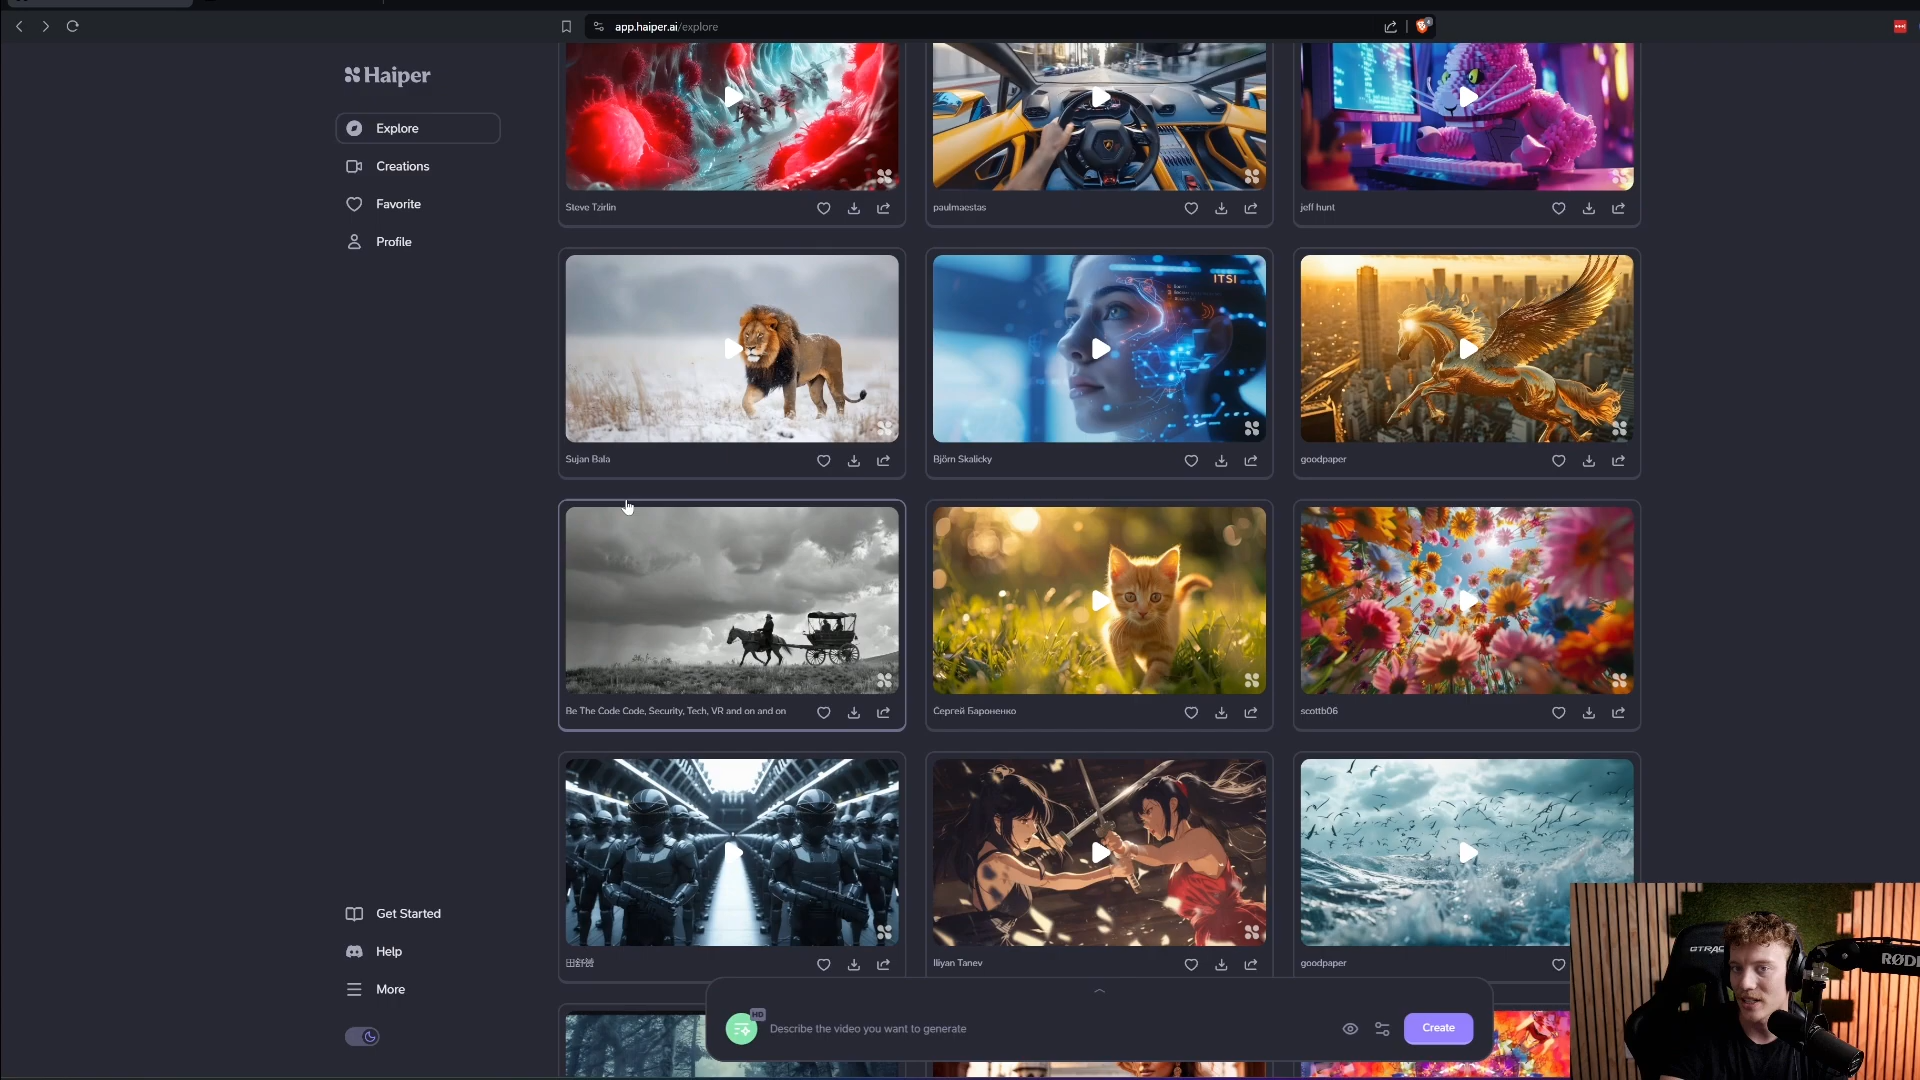 app.haiper.ai/explore
Haiper
Explore
Creations
Favorite
Profile
Steve Tzirlin
paulmaestas
jeff hunt
ITSI
Sujan Bala
Björn Skalicky
goodpaper
Be The Code Code, Security, Tech, VR and on and on
Сергей Бароненко
scottb06
Iliyan Tanev
goodpaper
Get Started
Help
More
HD
Describe the video you want to generate
Create
GTRAC
RØD